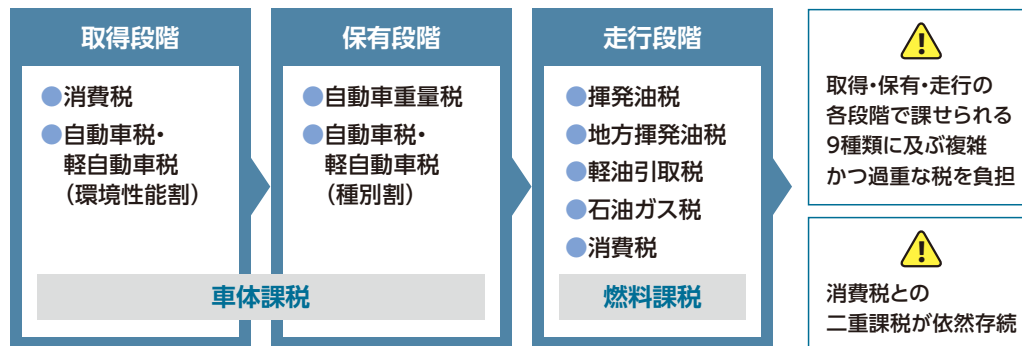 取得段階
●消費税
●自動車税・
軽自動車税
(環境性能割)
保有段階
●自動車重量税
●自動車税・
軽自動車税
(種別割)
車体課税
走行段階
●揮発油税
●地方揮発油税
●軽油引取税
●石油ガス税
●消費税
燃料課税
取得・保有・走行の
各段階で課せられる
9種類に及ぶ複雑
かつ過重な税を負担
消費税との
二重課税が依然存続